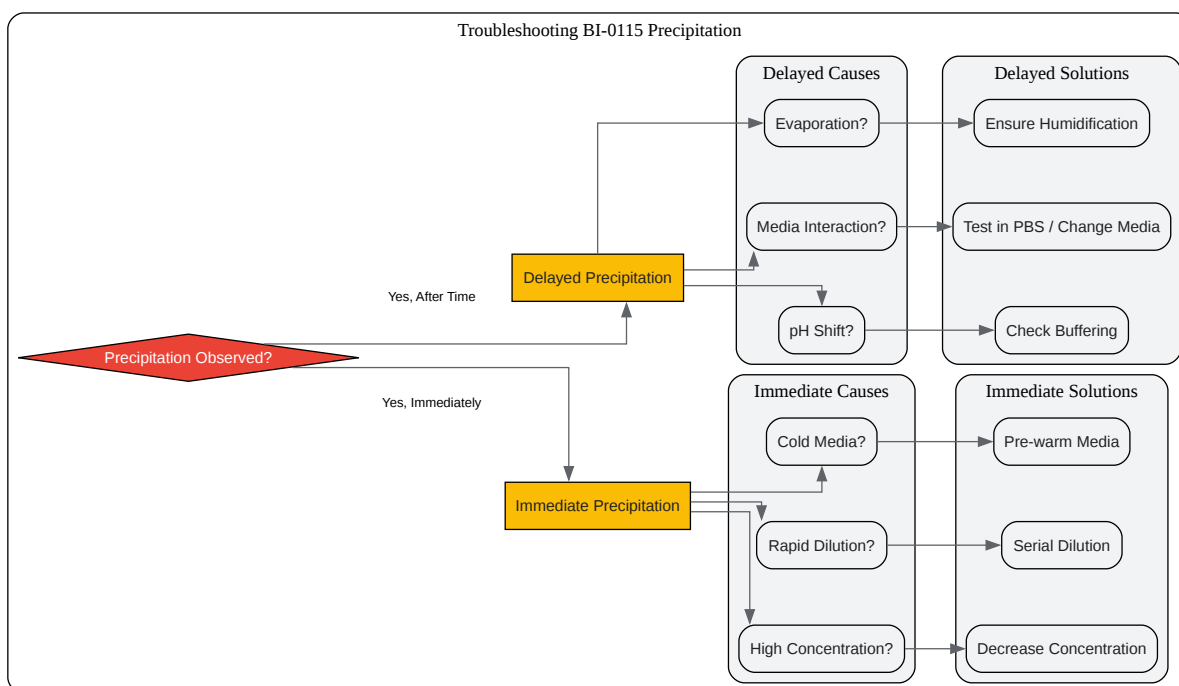 Troubleshooting BI-0115 Precipitation
Precipitation Observed?
Yes, After Time
Yes, Immediately
Delayed Precipitation
Immediate Precipitation
Delayed Causes
Evaporation?
Media Interaction?
pH Shift?
Delayed Solutions
Ensure Humidification
Test in PBS / Change Media
Check Buffering
Immediate Causes
Cold Media?
Rapid Dilution?
High Concentration?
Immediate Solutions
Pre-warm Media
Serial Dilution
Decrease Concentration